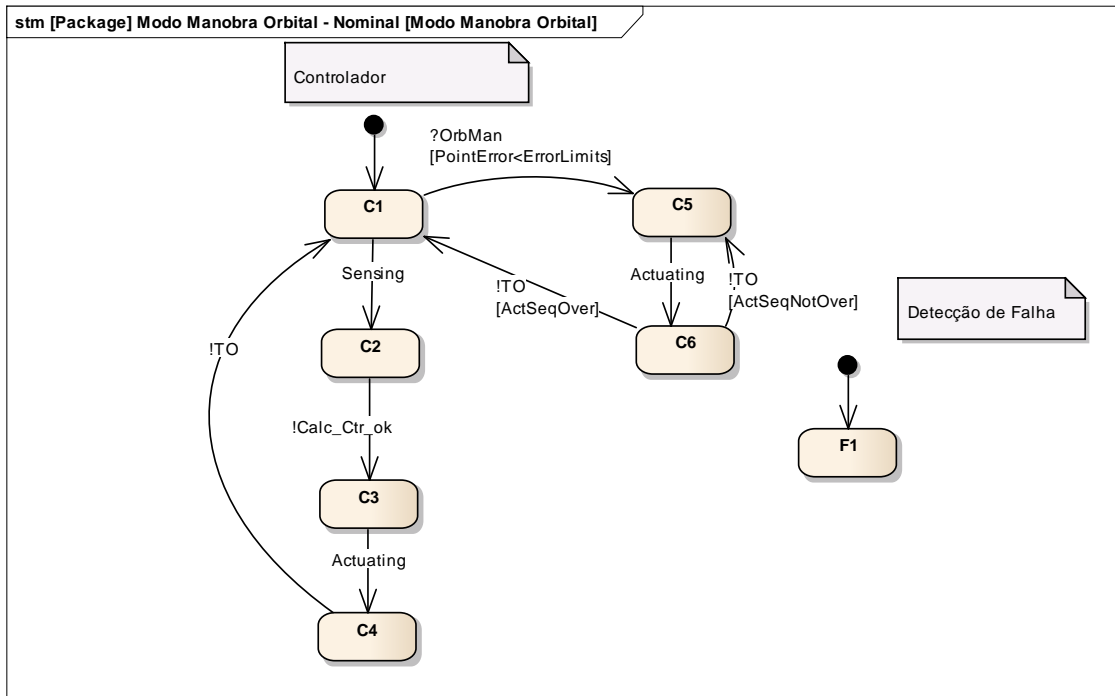 stm [Package] Modo Manobra Orbital - Nominal [Modo Manobra Orbital]
Controlador
?OrbMan
[PointError<ErrorLimits]
C1
C5
Sensing
Actuating
!TO
[ActSeqOver]
!TO
[ActSeqNotOver]
Detecção de Falha
C2
C6
!TO
!Calc_Ctr_ok
F1
C3
Actuating
C4